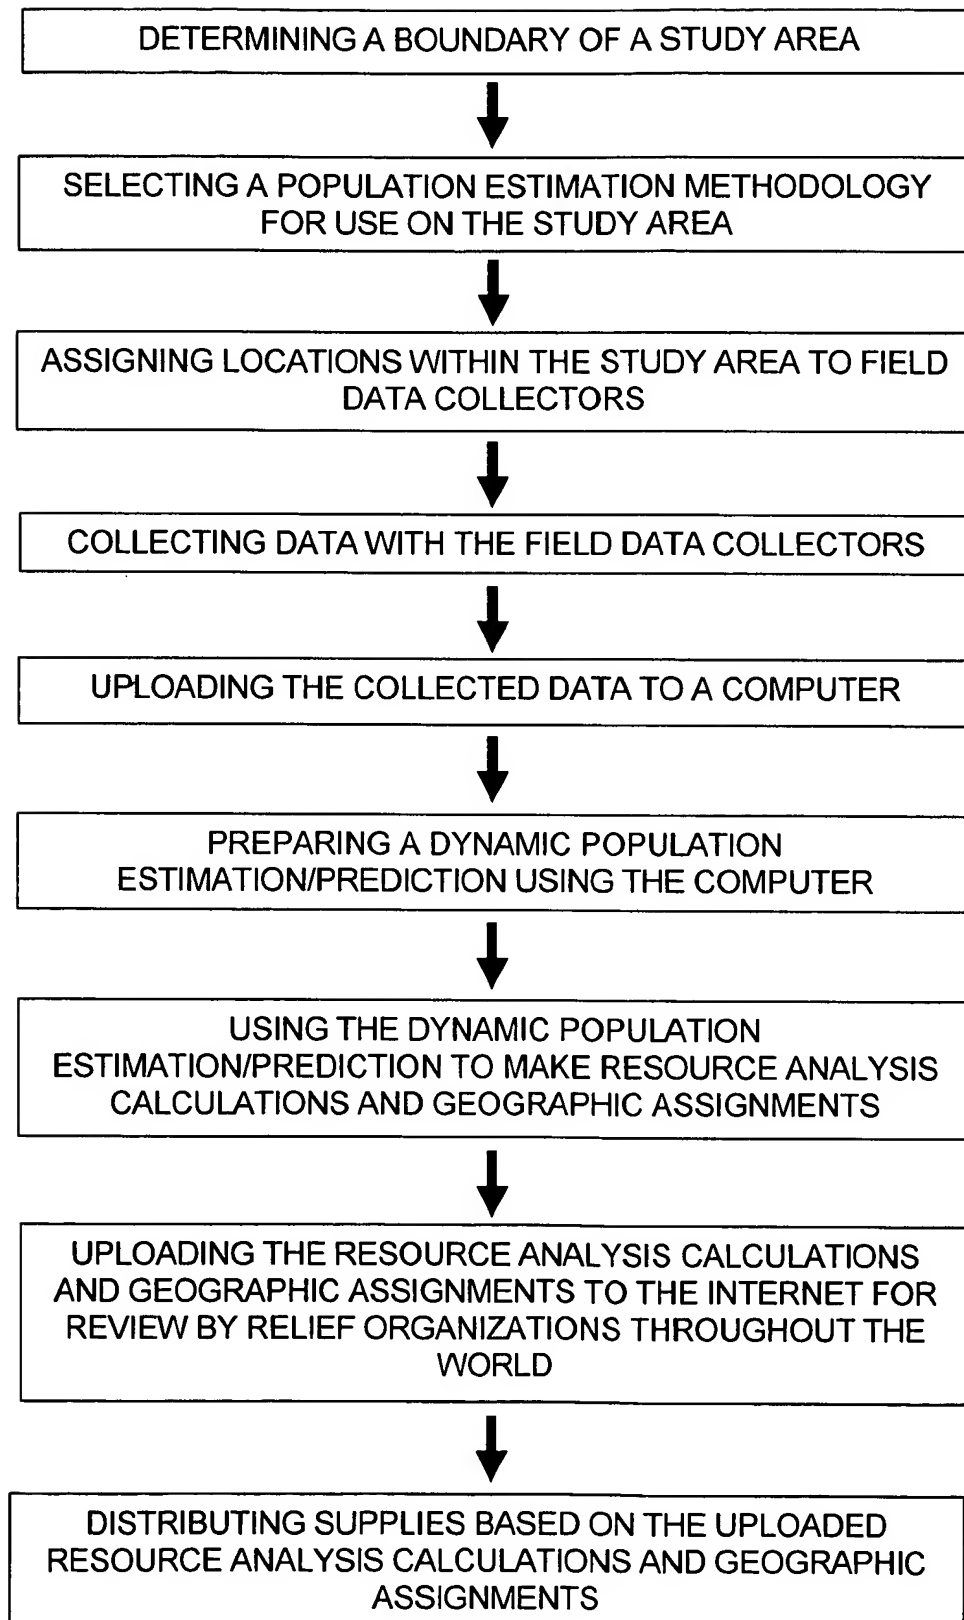 DETERMINING A BOUNDARY OF A STUDY AREA
SELECTING A POPULATION ESTIMATION METHODOLOGY
FOR USE ON THE STUDY AREA
ASSIGNING LOCATIONS WITHIN THE STUDY AREA TO FIELD
DATA COLLECTORS
COLLECTING DATA WITH THE FIELD DATA COLLECTORS
UPLOADING THE COLLECTED DATA TO A COMPUTER
PREPARING A DYNAMIC POPULATION
ESTIMATION/PREDICTION USING THE COMPUTER
USING THE DYNAMIC POPULATION
ESTIMATION/PREDICTION TO MAKE RESOURCE ANALYSIS
CALCULATIONS AND GEOGRAPHIC ASSIGNMENTS
UPLOADING THE RESOURCE ANALYSIS CALCULATIONS
AND GEOGRAPHIC ASSIGNMENTS TO THE INTERNET FOR
REVIEW BY RELIEF ORGANIZATIONS THROUGHOUT THE
WORLD
DISTRIBUTING SUPPLIES BASED ON THE UPLOADED
RESOURCE ANALYSIS CALCULATIONS AND GEOGRAPHIC
ASSIGNMENTS